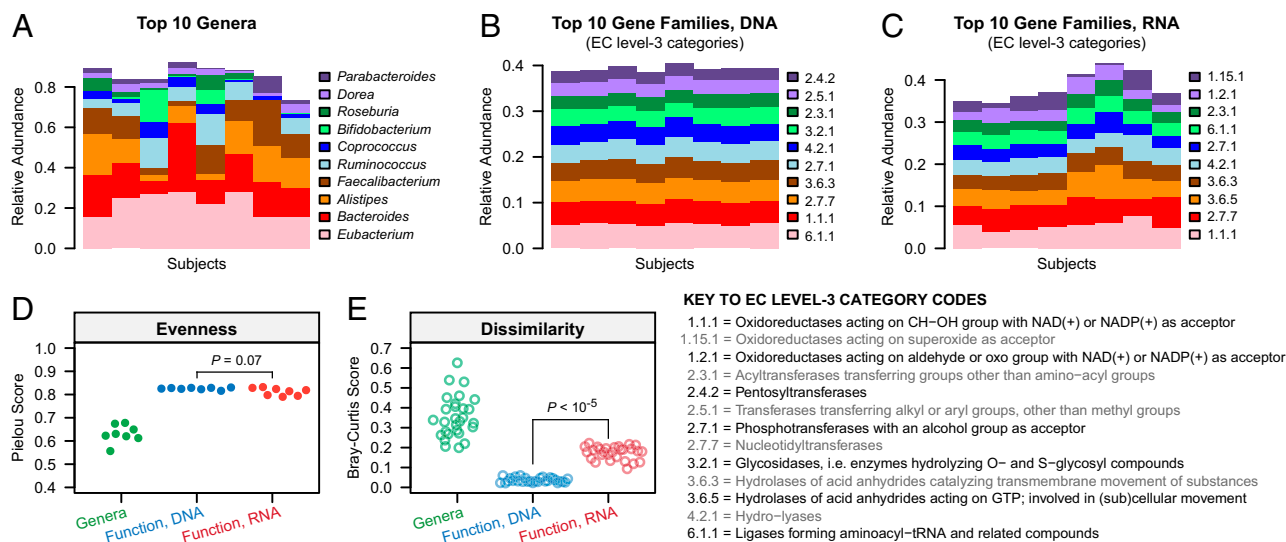 A
Top 10 Genera
Relative Adundance
0.8
0.6
0.4
0.2
0.0
Subjects
Parabacteroides
Dorea
Roseburia
Bifidobacterium
Coprococcus
Ruminococcus
Faecalibacterium
Alistipes
Bacteroides
Eubacterium
B
Top 10 Gene Families, DNA
(EC level-3 categories)
Relative Adundance
0.4
0.3
0.2
0.1
0.0
Subjects
2.4.2
2.5.1
2.3.1
3.2.1
4.2.1
2.7.1
3.6.3
2.7.7
1.1.1
6.1.1
C
Top 10 Gene Families, RNA
(EC level-3 categories)
Relative Adundance
0.4
0.3
0.2
0.1
0.0
Subjects
1.15.1
1.2.1
2.3.1
6.1.1
2.7.1
4.2.1
3.6.3
3.6.5
2.7.7
1.1.1
D
Evenness
Pielou Score
1.0
0.9
0.8
0.7
0.6
0.5
0.4
P = 0.07
Genera
Function, DNA
Function, RNA
E
Dissimilarity
Bray-Curtis Score
0.7
0.6
0.5
0.4
0.3
0.2
0.1
0.0
P < 10-5
Genera
Function, DNA
Function, RNA
KEY TO EC LEVEL-3 CATEGORY CODES
1.1.1 = Oxidoreductases acting on CH−OH group with NAD(+) or NADP(+) as acceptor
1.15.1 = Oxidoreductases acting on superoxide as acceptor
1.2.1 = Oxidoreductases acting on aldehyde or oxo group with NAD(+) or NADP(+) as acceptor
2.3.1 = Acyltransferases transferring groups other than amino−acyl groups
2.4.2 = Pentosyltransferases
2.5.1 = Transferases transferring alkyl or aryl groups, other than methyl groups
2.7.1 = Phosphotransferases with an alcohol group as acceptor
2.7.7 = Nucleotidyltransferases
3.2.1 = Glycosidases, i.e. enzymes hydrolyzing O− and S−glycosyl compounds
3.6.3 = Hydrolases of acid anhydrides catalyzing transmembrane movement of substances
3.6.5 = Hydrolases of acid anhydrides acting on GTP; involved in (sub)cellular movement
4.2.1 = Hydro−lyases
6.1.1 = Ligases forming aminoacyl−tRNA and related compounds